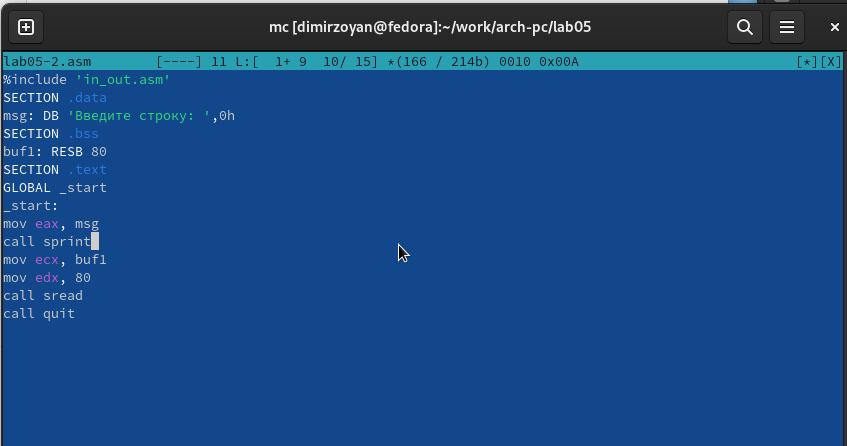 mc [dimirzoyan@fedora]:~/work/arch-pc/lab05
lab05-2.asm [----] 11 L:[ 1+ 9 10/ 15] *(166 / 214b) 0010 0x00A [*][X]
%include 'in_out.asm'
SECTION .data
msg: DB 'Введите строку: ',0h
SECTION .bss
buf1: RESB 80
SECTION .text
GLOBAL _start
_start:
mov eax, msg
call sprint
mov ecx, buf1
mov edx, 80
call sread
call quit